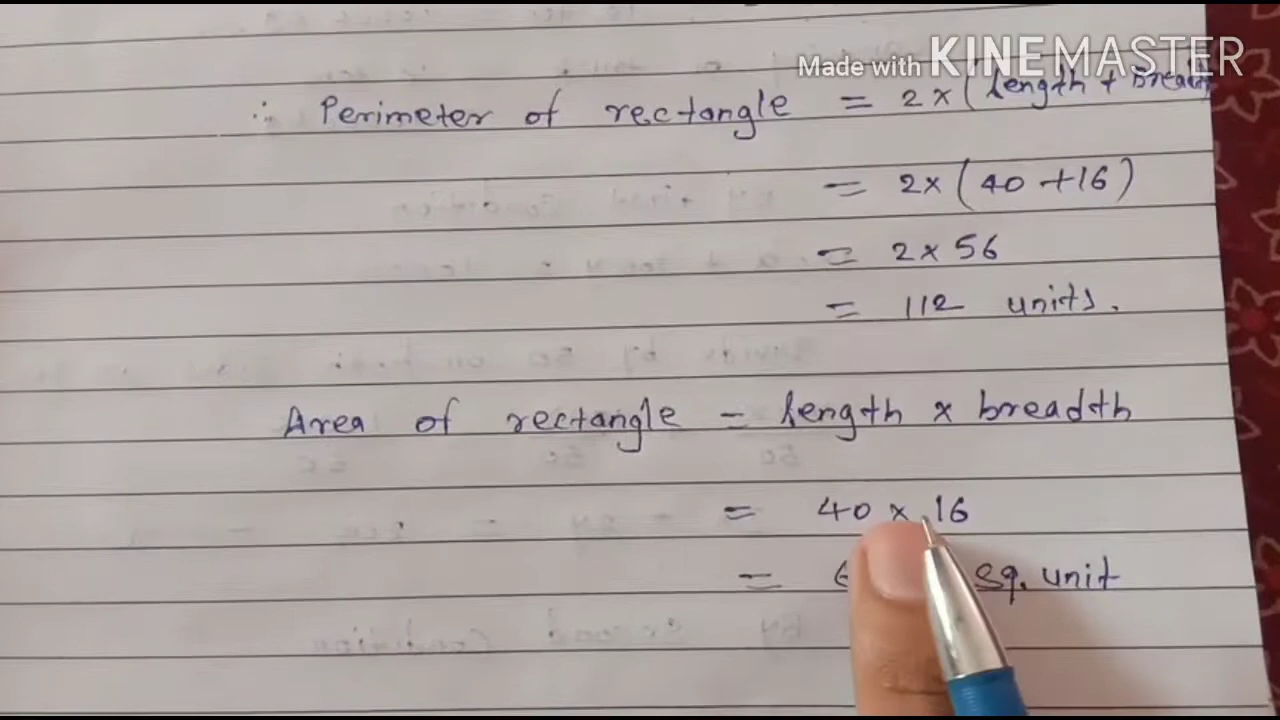 Made with KINEMASTER
∴ Perimeter of rectangle = 2 × (length + breadth
= 2 × (40 + 16)
= 2 × 56
= 112 units.
Area of rectangle = length × breadth
= 40 × 16
= sq. unit